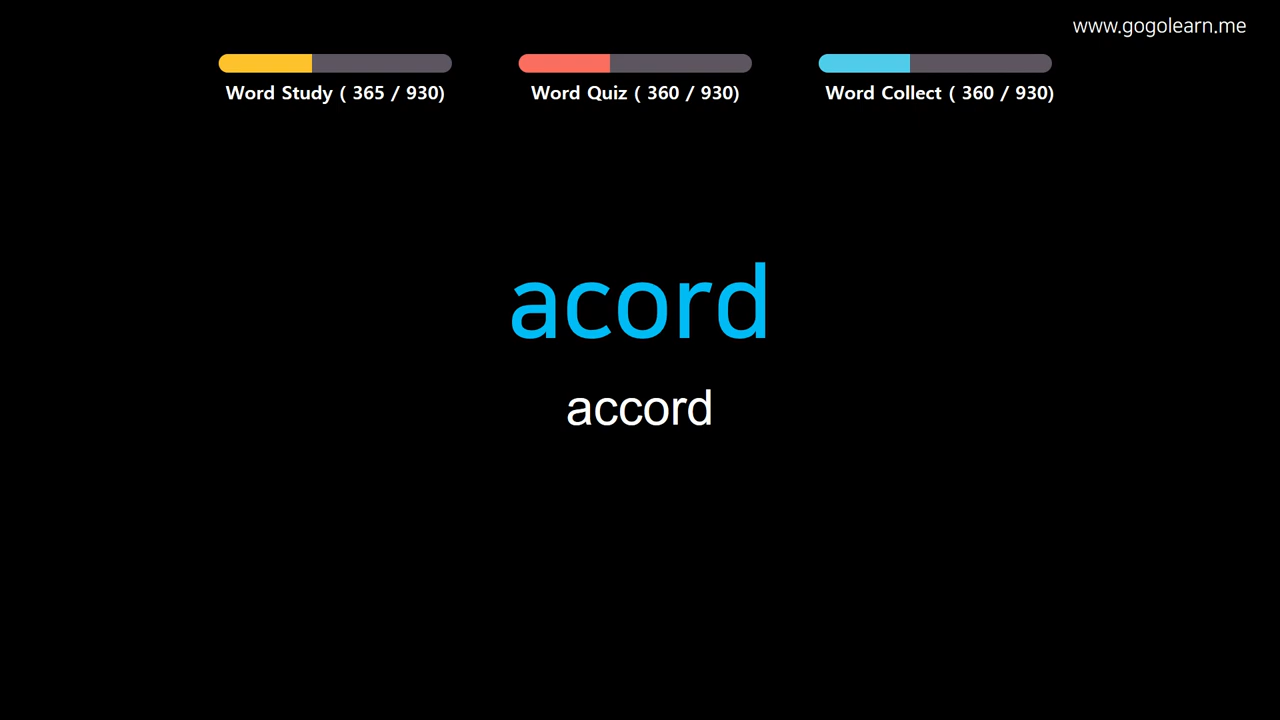 www.gogolearn.me
Word Study ( 365 / 930)
Word Quiz ( 360 / 930)
Word Collect ( 360 / 930)
acord
accord